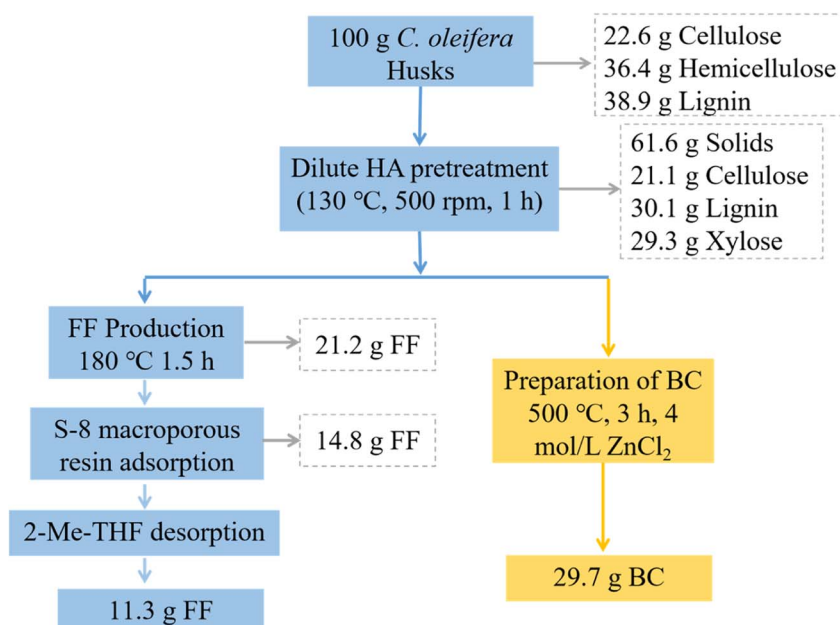 100 g C. oleifera
Husks
22.6 g Cellulose
36.4 g Hemicellulose
38.9 g Lignin
Dilute HA pretreatment
(130 ℃, 500 rpm, 1 h)
61.6 g Solids
21.1 g Cellulose
30.1 g Lignin
29.3 g Xylose
FF Production
180 ℃ 1.5 h
21.2 g FF
S-8 macroporous
resin adsorption
14.8 g FF
2-Me-THF desorption
11.3 g FF
Preparation of BC
500 ℃, 3 h, 4
mol/L ZnCl₂
29.7 g BC